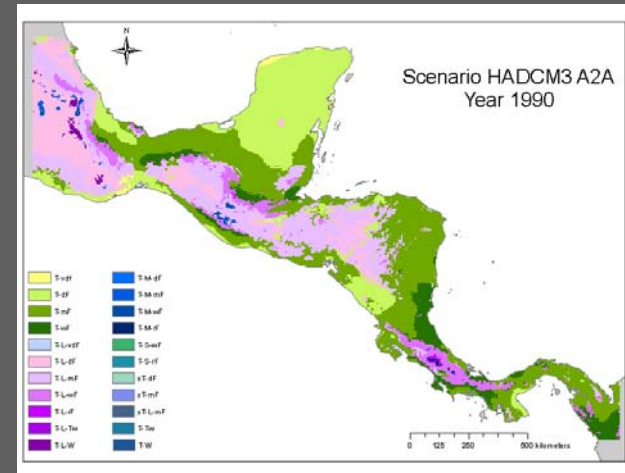 Scenario HADCM3 A2A
Year 1990
T-vdF
T-dF
T-mF
T-wF
T-L-vdF
T-L-dF
T-L-mF
T-L-wF
T-L-rF
T-L-Tw
T-L-W
T-M-dF
T-M-mF
T-M-wF
T-M-rF
T-S-wF
T-S-rF
sT-dF
sT-mF
sT-L-mF
T-Tw
T-W
0 125 250 500 kilometers